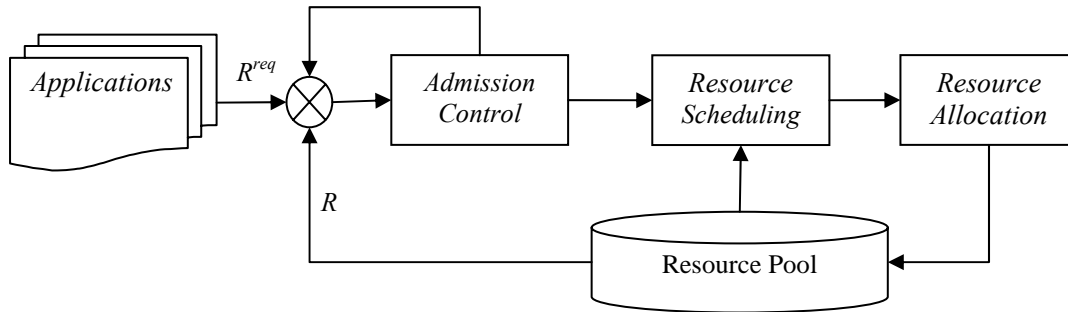 Applications
R^req
Admission
Control
Resource
Scheduling
Resource
Allocation
R
Resource Pool